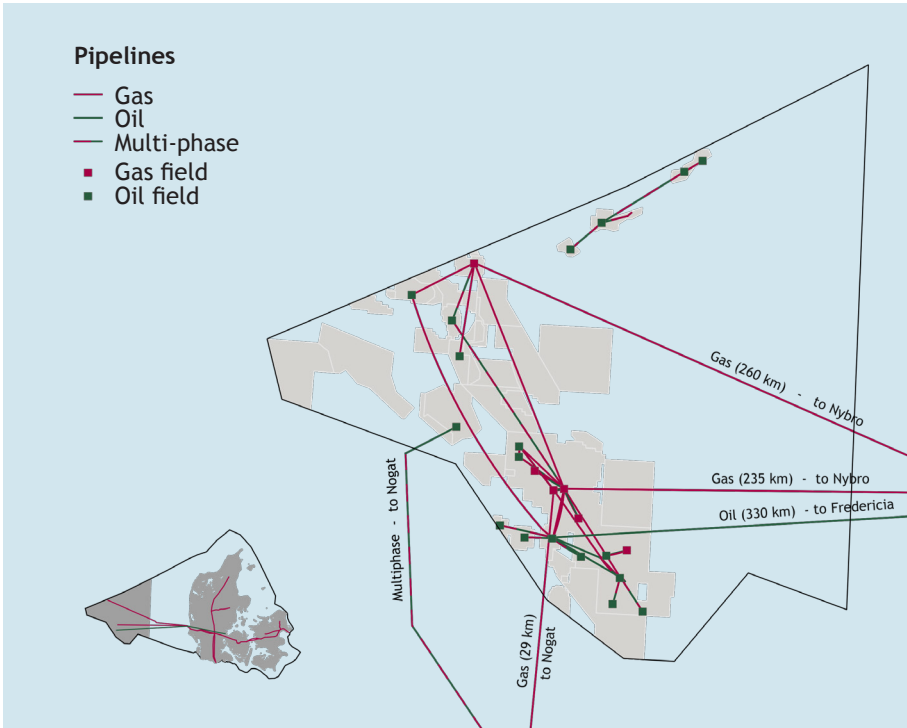 Pipelines
Gas
Oil
Multi-phase
Gas field
Oil field
Gas (260 km) - to Nybro
Gas (235 km) - to Nybro
Oil (330 km) - to Fredericia
Multiphase - to Nogat
Gas (29 km)
to Nogat